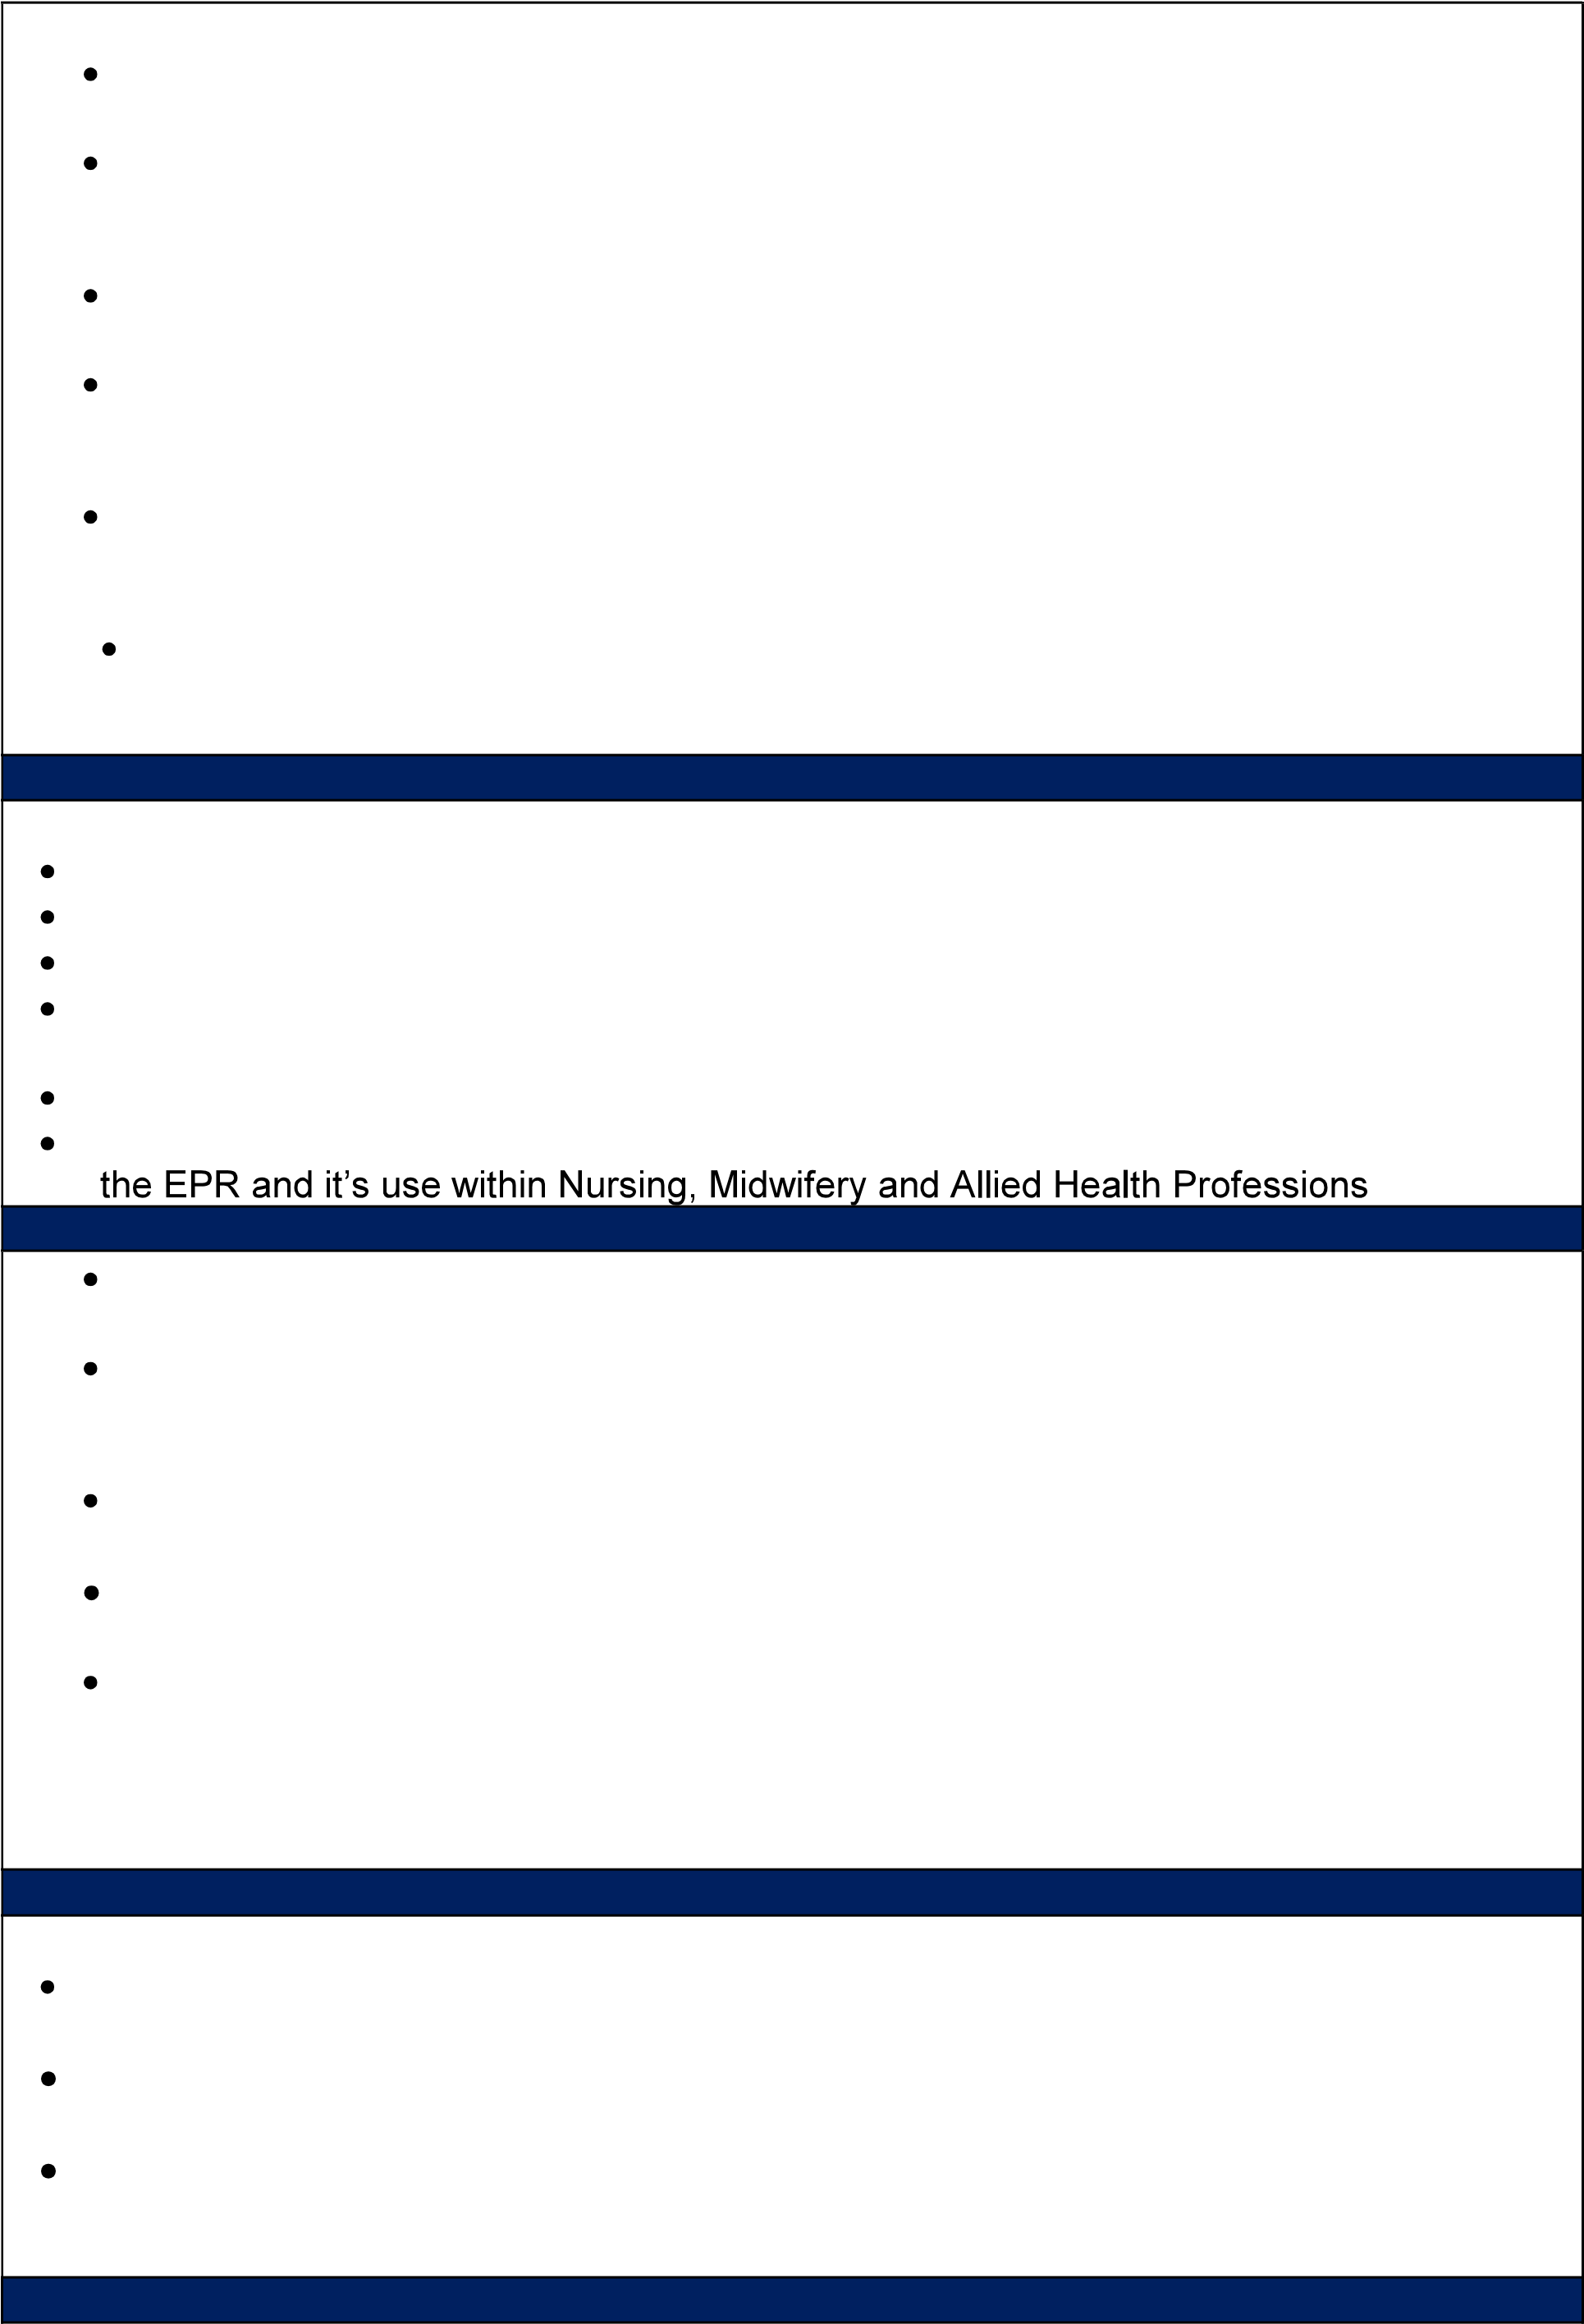 the EPR and it’s use within Nursing, Midwifery and Allied Health Professions